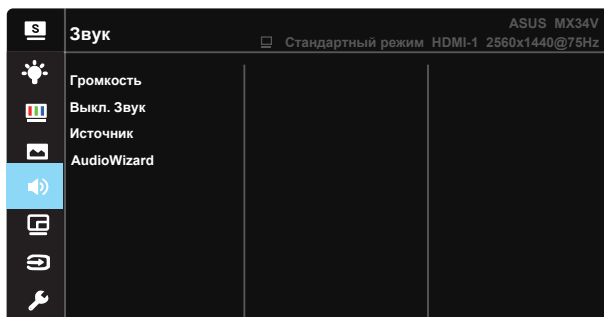 S
Звук
ASUS MX34V
Стандартный режим HDMI-1 2560x1440@75Hz
Громкость
Выкл. Звук
Источник
AudioWizard